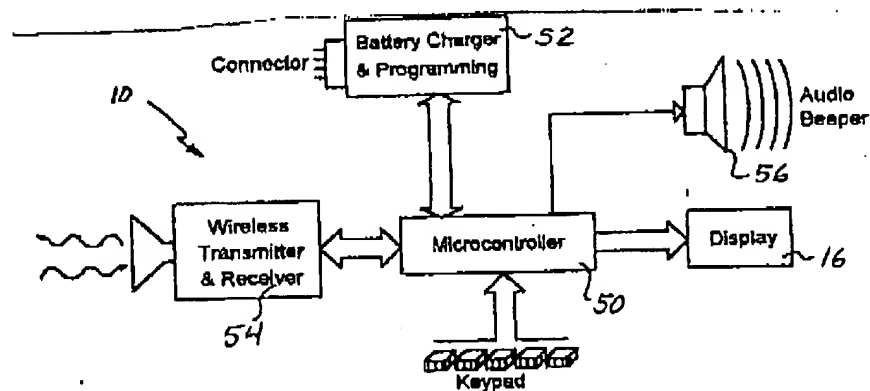 Battery Charger
& Programming
52
Connector
10
Audio
Beeper
56
Wireless
Transmitter
& Receiver
54
Microcontroller
50
Display
16
Keypad